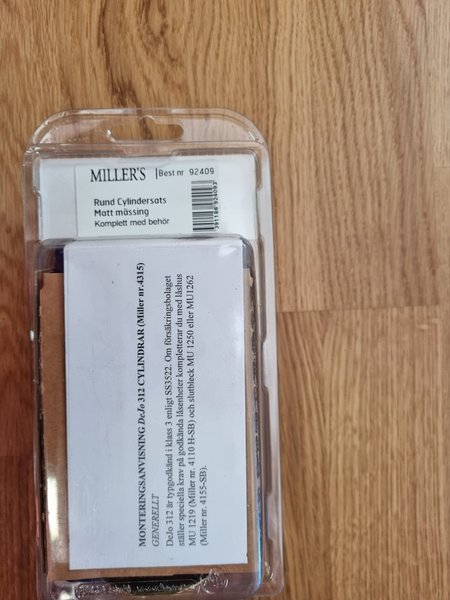 MILLER'S
Best nr 92409
Rund Cylindersats
Matt mässing
Komplett med behör
MONTERINGSANVISNING DeJo 312 CYLINDRAR (Miller nr.4315)
GENERELLT
DeJo 312 är typgodkänd i klass 3 enligt SS3522. Om försäkringsbolaget
ställer speciella krav på godkända låsenheter kompletterar du med låshus
MU 1219 (Miller nr. 4110 H-SB) och slutbleck MU 1250 eller MU1262
(Miller nr. 4155-SB).